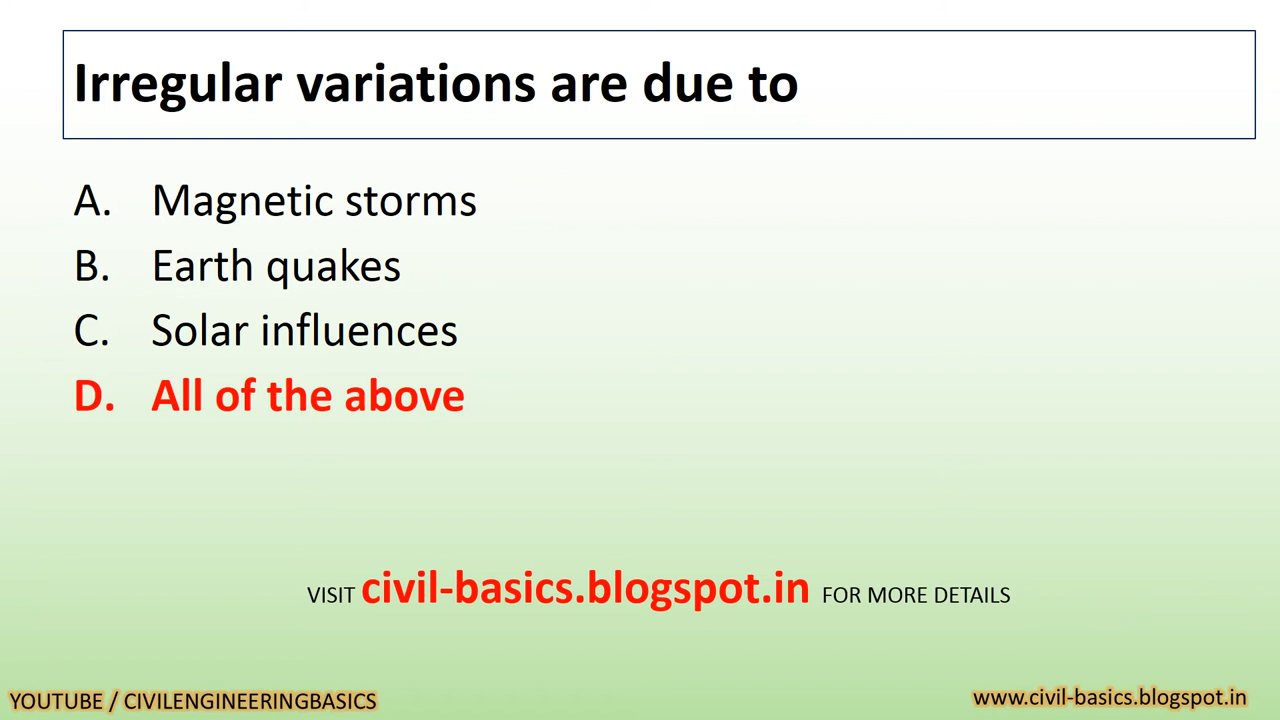 Irregular variations are due to
A. Magnetic storms
B. Earth quakes
C. Solar influences
D. All of the above
VISIT civil-basics.blogspot.in FOR MORE DETAILS
YOUTUBE / CIVILENGINEERINGBASICS
www.civil-basics.blogspot.in